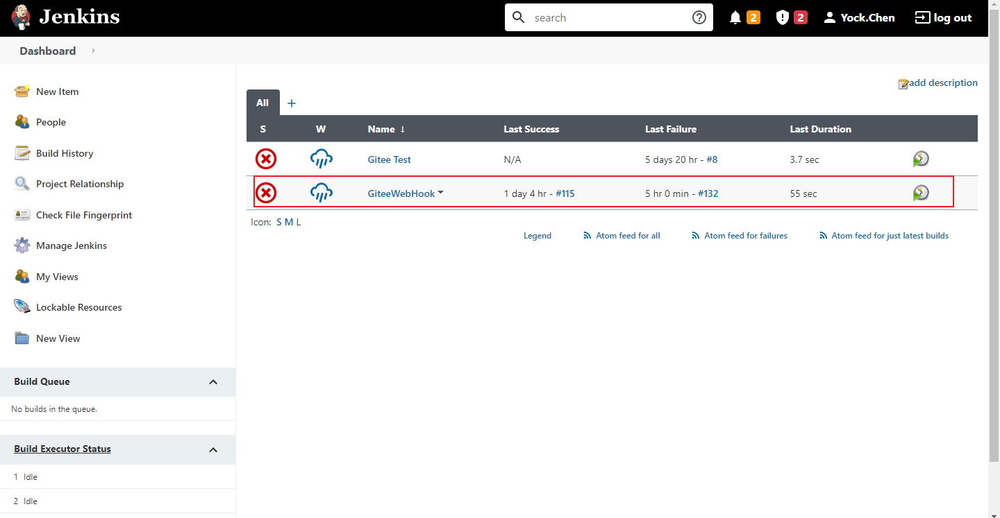 Jenkins
search
2
2
Yock.Chen
log out
Dashboard
New Item
People
Build History
Project Relationship
Check File Fingerprint
Manage Jenkins
My Views
Lockable Resources
New View
Build Queue
No builds in the queue.
Build Executor Status
1 Idle
2 Idle
add description
All +
S W Name ↓ Last Success Last Failure Last Duration
Gitee Test N/A 5 days 20 hr - #8 3.7 sec
GiteeWebHook 1 day 4 hr - #115 5 hr 0 min - #132 55 sec
Icon: S M L
Legend Atom feed for all Atom feed for failures Atom feed for just latest builds